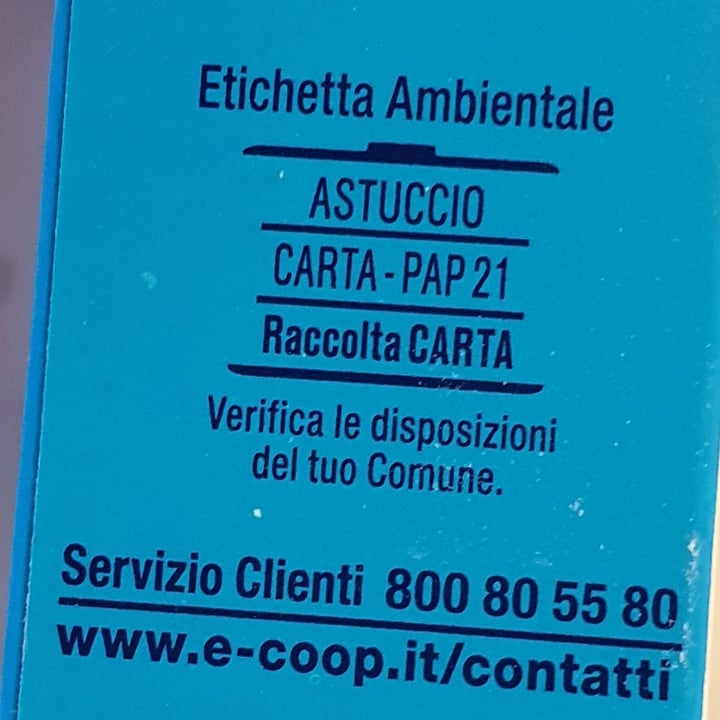 Etichetta Ambientale
ASTUCCIO
CARTA - PAP 21
Raccolta CARTA
Verifica le disposizioni
del tuo Comune.
Servizio Clienti 800 80 55 80
www.e-coop.it/contatti